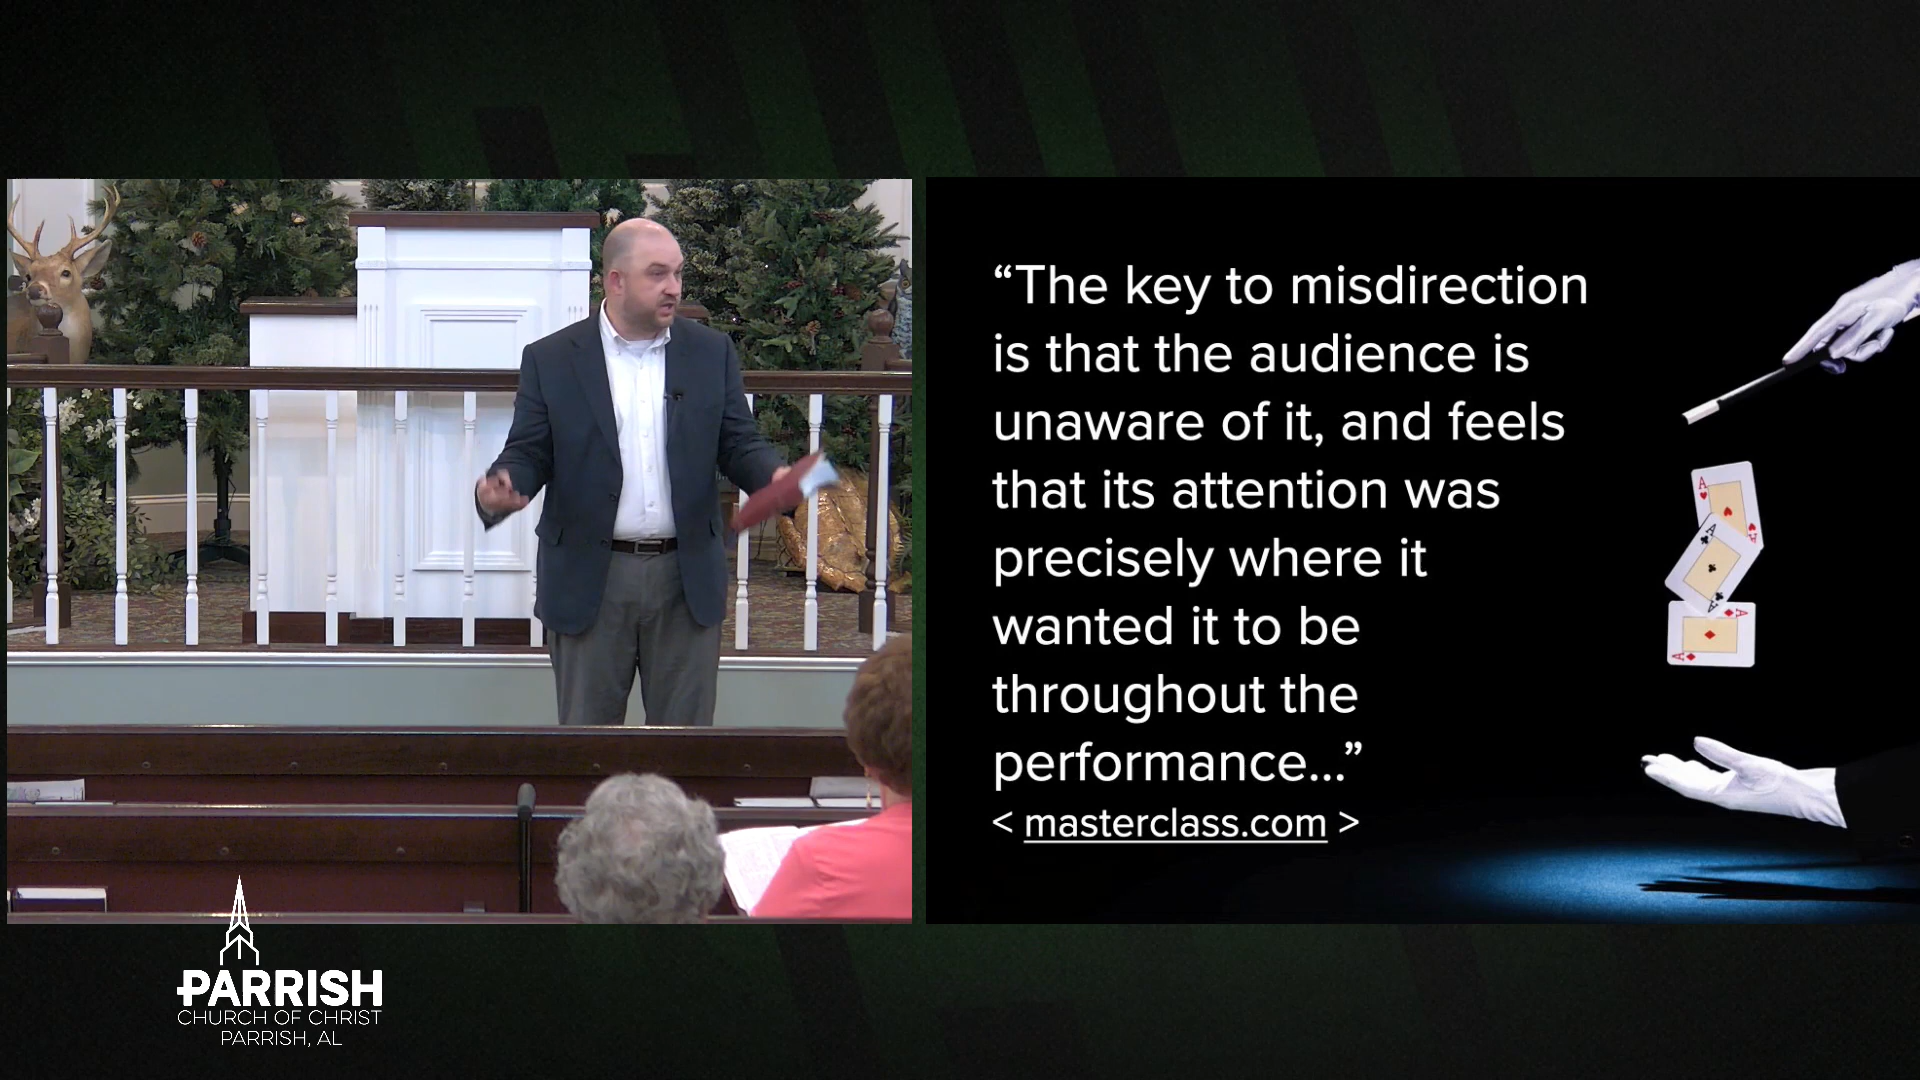 “The key to misdirection
is that the audience is
unaware of it, and feels
that its attention was
precisely where it
wanted it to be
throughout the
performance...”
< masterclass.com >
A
A
A
A
A
A
PARRISH
CHURCH OF CHRIST
PARRISH, AL